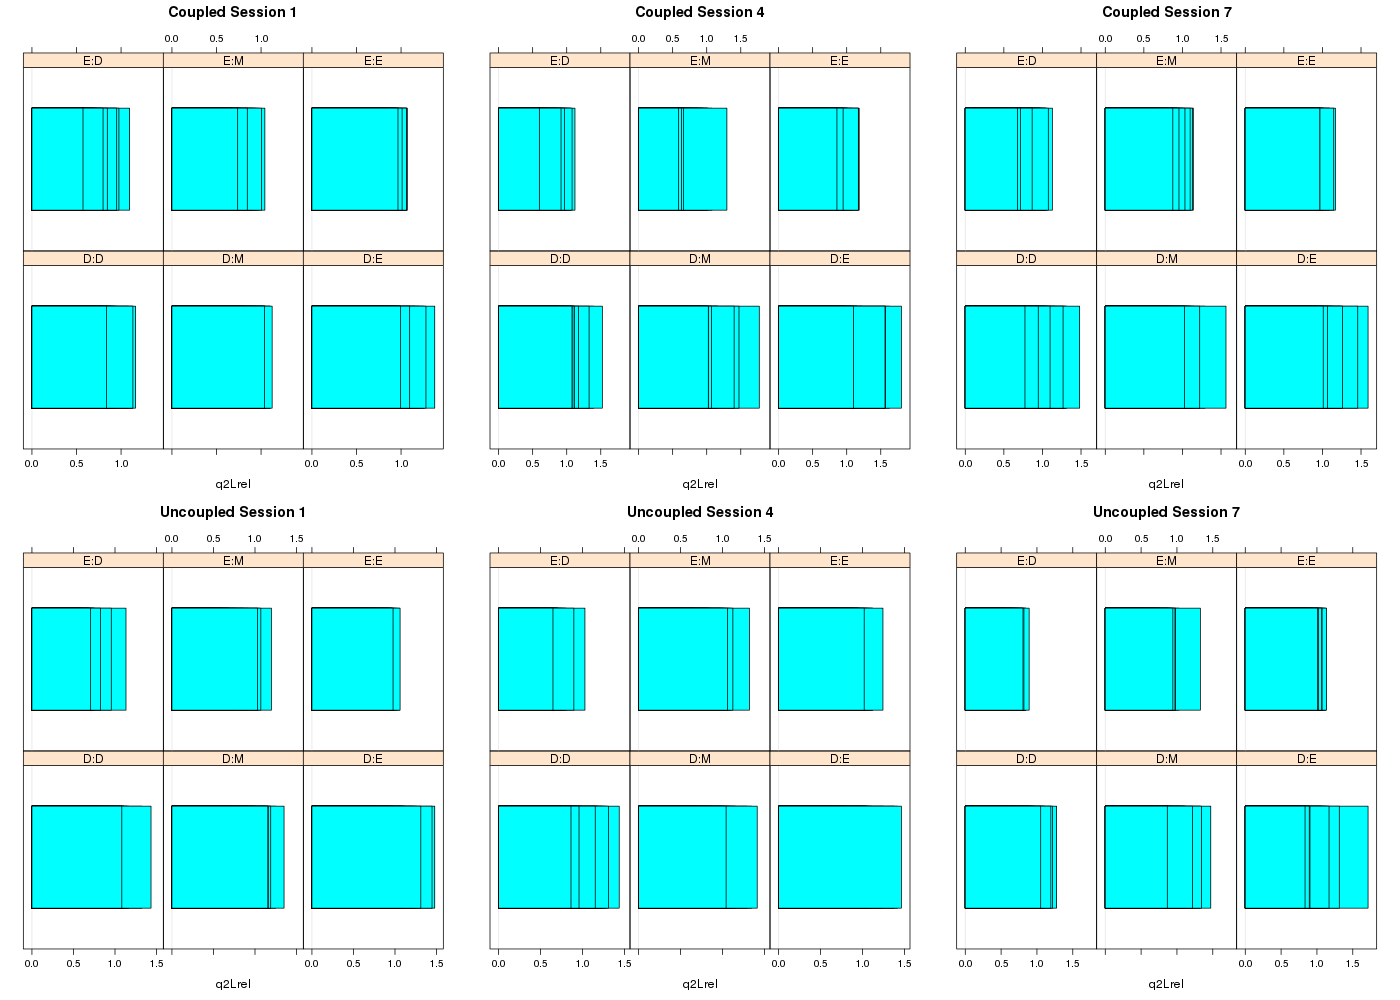 Coupled Session 1
0.0 0.5 1.0
E:D E:M E:E
D:D D:M D:E
0.0 0.5 1.0 0.0 0.5 1.0
q2Lrel
Coupled Session 4
0.0 0.5 1.0 1.5
E:D E:M E:E
D:D D:M D:E
0.0 0.5 1.0 1.5 0.0 0.5 1.0 1.5
q2Lrel
Coupled Session 7
0.0 0.5 1.0 1.5
E:D E:M E:E
D:D D:M D:E
0.0 0.5 1.0 1.5 0.0 0.5 1.0 1.5
q2Lrel
Uncoupled Session 1
0.0 0.5 1.0 1.5
E:D E:M E:E
D:D D:M D:E
0.0 0.5 1.0 1.5 0.0 0.5 1.0 1.5
q2Lrel
Uncoupled Session 4
0.0 0.5 1.0 1.5
E:D E:M E:E
D:D D:M D:E
0.0 0.5 1.0 1.5 0.0 0.5 1.0 1.5
q2Lrel
Uncoupled Session 7
0.0 0.5 1.0 1.5
E:D E:M E:E
D:D D:M D:E
0.0 0.5 1.0 1.5 0.0 0.5 1.0 1.5
q2Lrel